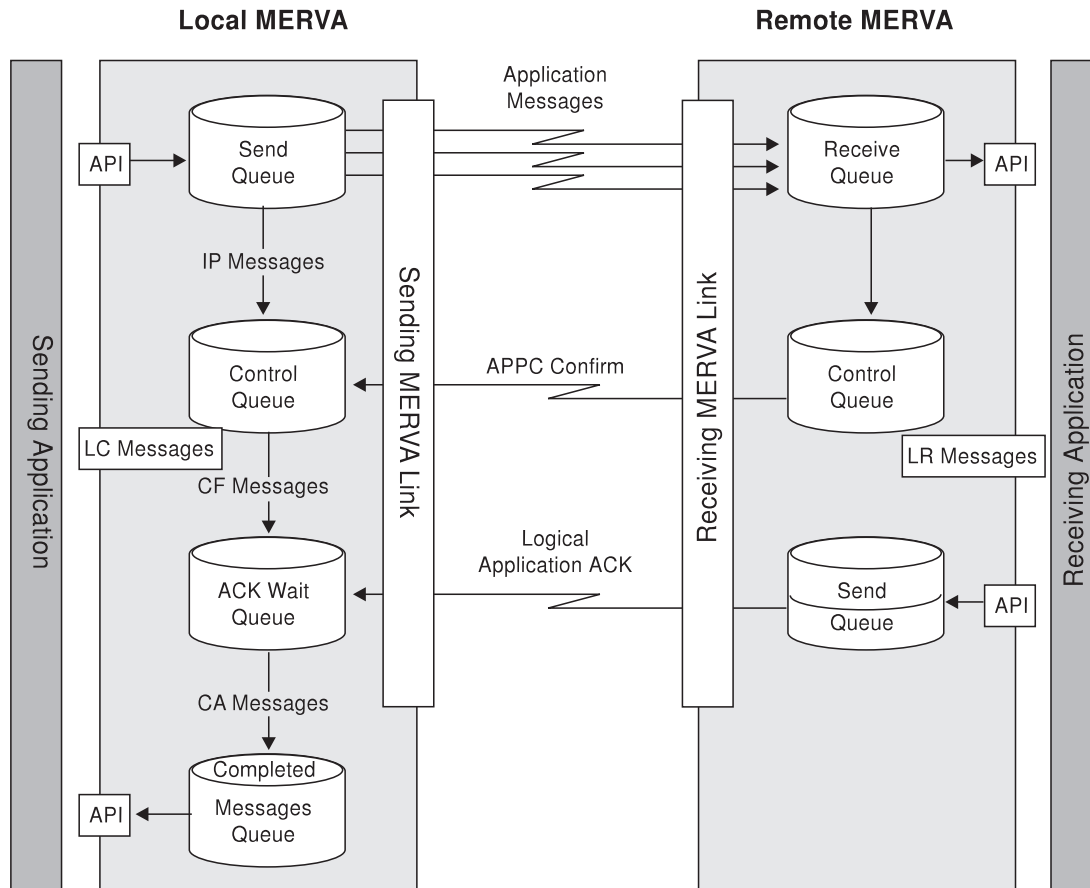 Local MERVA
Remote MERVA
Application
Messages
API
Send
Queue
Receive
Queue
API
IP Messages
Sending Application
Sending MERVA Link
Receiving MERVA Link
Receiving Application
Control
Queue
APPC Confirm
Control
Queue
LC Messages
LR Messages
CF Messages
Logical
Application ACK
ACK Wait
Queue
Send
Queue
API
CA Messages
Completed
Messages
Queue
API